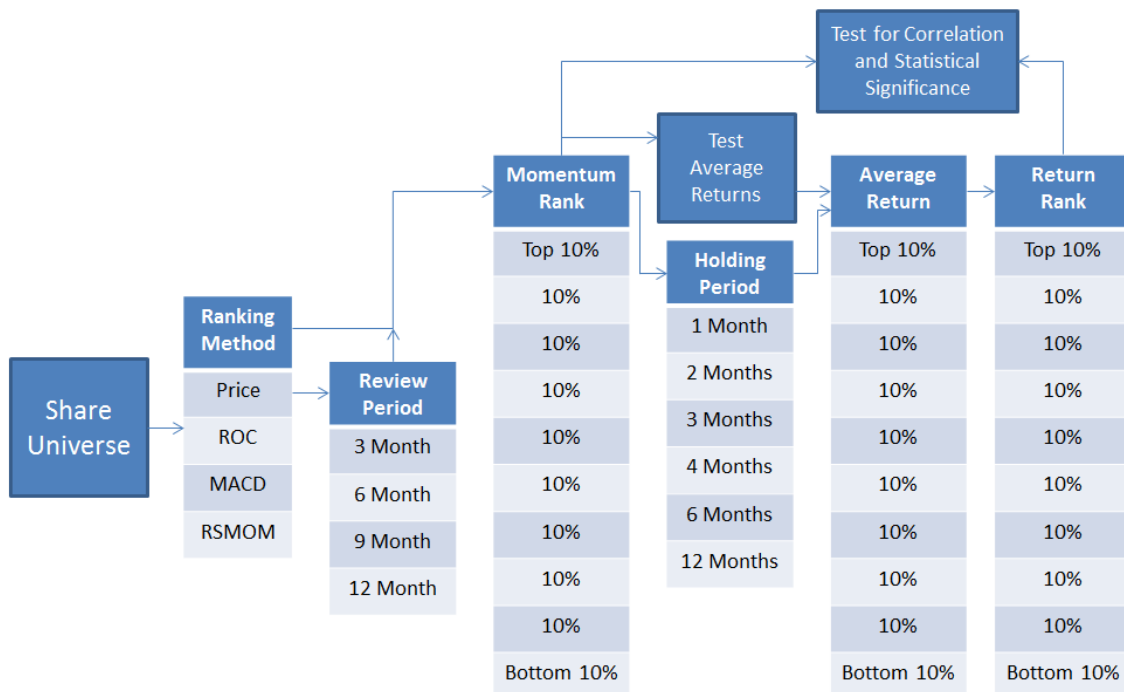 Share
Universe
Ranking
Method
Price
ROC
MACD
RSMOM
Review
Period
3 Month
6 Month
9 Month
12 Month
Momentum
Rank
Top 10%
10%
10%
10%
10%
10%
10%
10%
10%
Bottom 10%
Test
Average
Returns
Holding
Period
1 Month
2 Months
3 Months
4 Months
6 Months
12 Months
Test for Correlation
and Statistical
Significance
Average
Return
Top 10%
10%
10%
10%
10%
10%
10%
10%
10%
Bottom 10%
Return
Rank
Top 10%
10%
10%
10%
10%
10%
10%
10%
10%
Bottom 10%